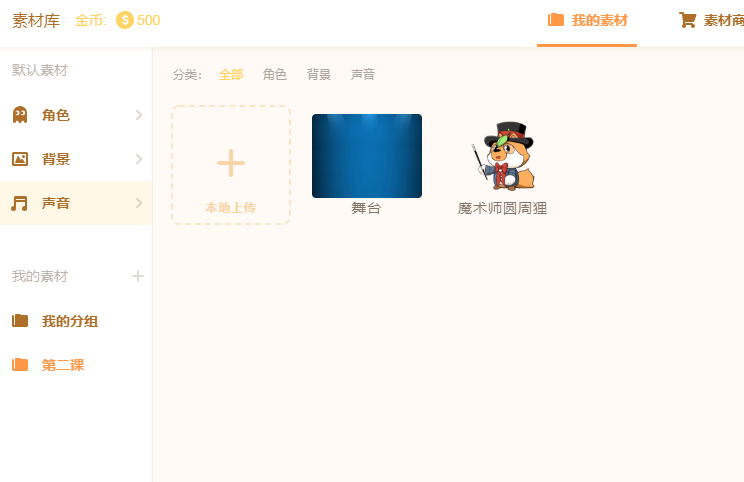 素材库 金币: $ 500 我的素材 素材商
默认素材
分类: 全部 角色 背景 声音
角色
背景
声音
本地上传 舞台 魔术师圆周狸
我的素材
我的分组
第二课